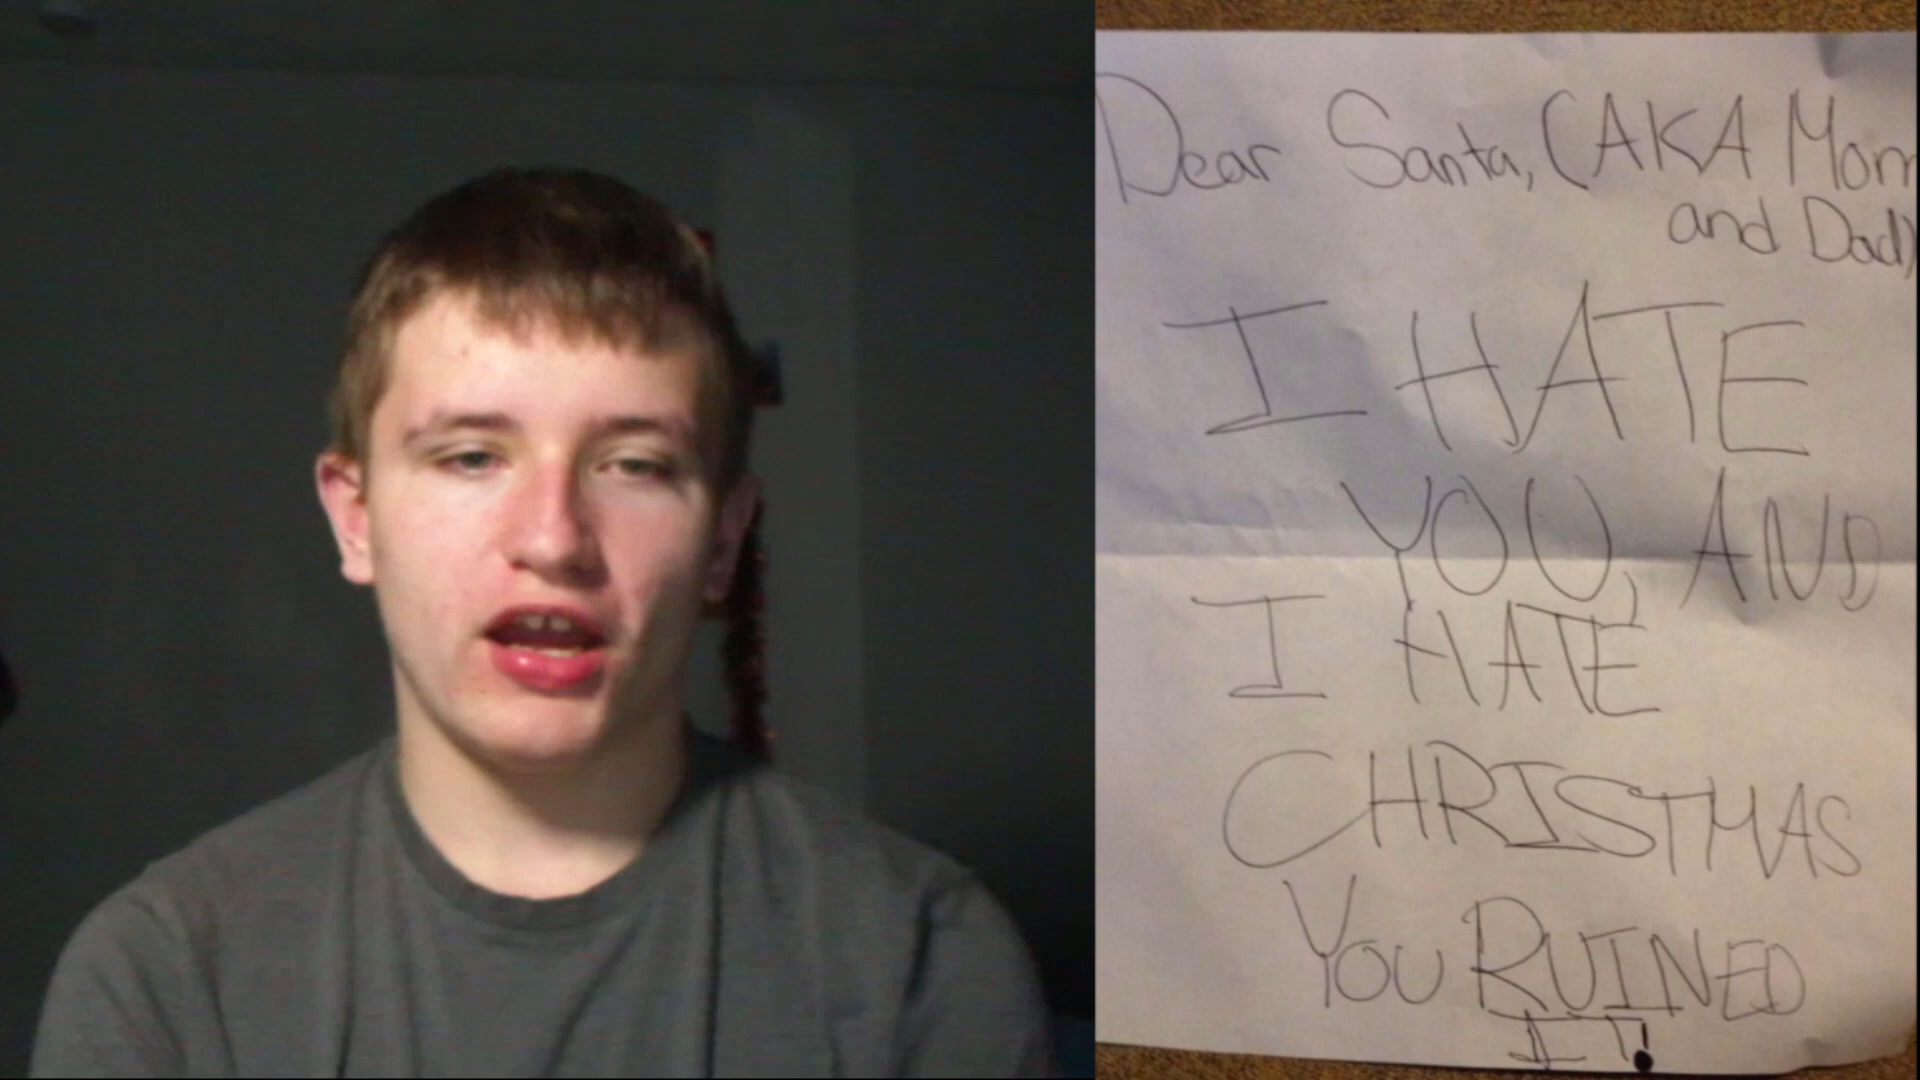 Dear Santa, (AKA Mom
and Dad)
I HATE
YOU, AND
I HATE
CHRISTMAS
YOU RUINED
IT!